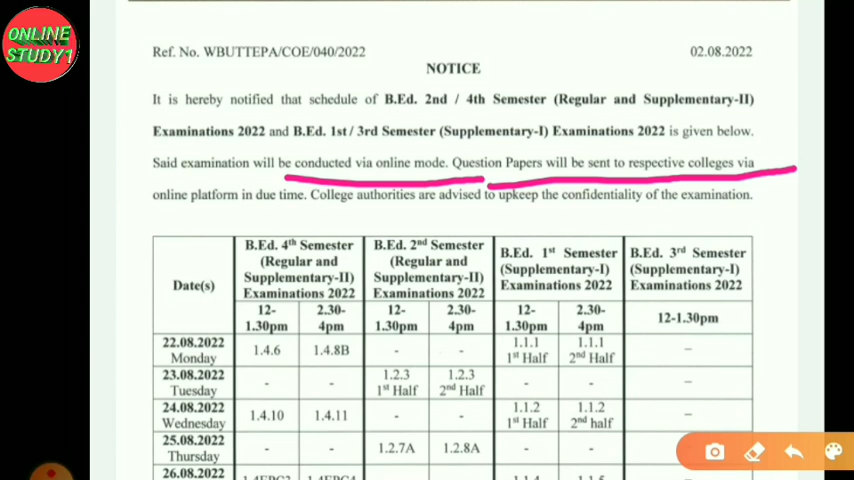 ONLINE
STUDY1
Ref. No. WBUTTEPA/COE/040/2022 02.08.2022
NOTICE
It is hereby notified that schedule of B.Ed. 2nd / 4th Semester (Regular and Supplementary-II)
Examinations 2022 and B.Ed. 1st / 3rd Semester (Supplementary-I) Examinations 2022 is given below.
Said examination will be conducted via online mode. Question Papers will be sent to respective colleges via
online platform in due time. College authorities are advised to upkeep the confidentiality of the examination.
Date(s) B.Ed. 4th Semester (Regular and Supplementary-II) Examinations 2022 B.Ed. 2nd Semester (Regular and Supplementary-II) Examinations 2022 B.Ed. 1st Semester (Supplementary-I) Examinations 2022 B.Ed. 3rd Semester (Supplementary-I) Examinations 2022
12-1.30pm 2.30-4pm 12-1.30pm 2.30-4pm 12-1.30pm 2.30-4pm 12-1.30pm
22.08.2022 Monday 1.4.6 1.4.8B - - 1.1.1 1st Half 1.1.1 2nd Half -
23.08.2022 Tuesday - - 1.2.3 1st Half 1.2.3 2nd Half - - -
24.08.2022 Wednesday 1.4.10 1.4.11 - - 1.1.2 1st Half 1.1.2 2nd half -
25.08.2022 Thursday - - 1.2.7A 1.2.8A - -
26.08.2022